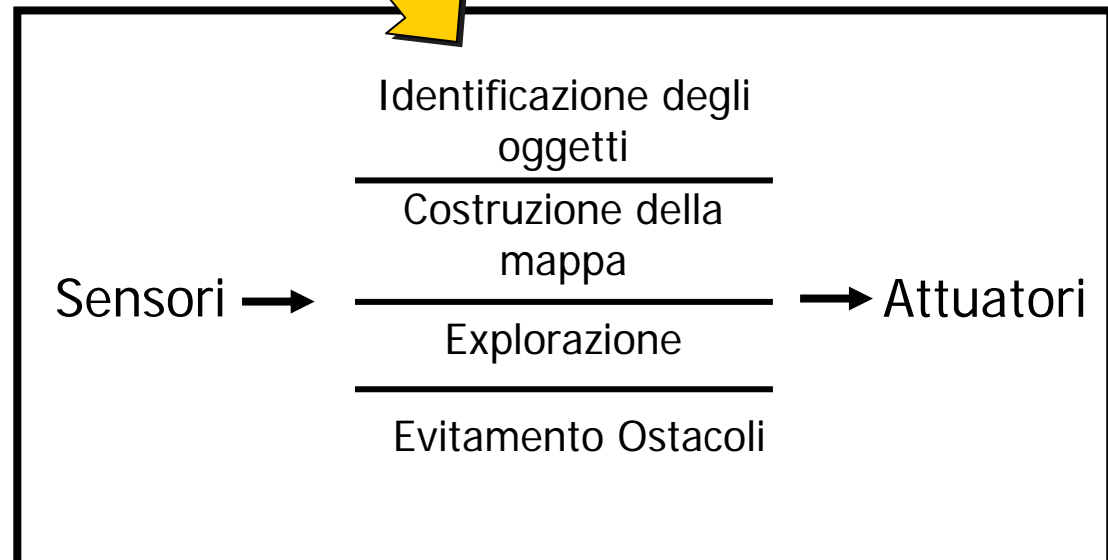 Identificazione degli
oggetti
Costruzione della
mappa
Sensori
Attuatori
Explorazione
Evitamento Ostacoli